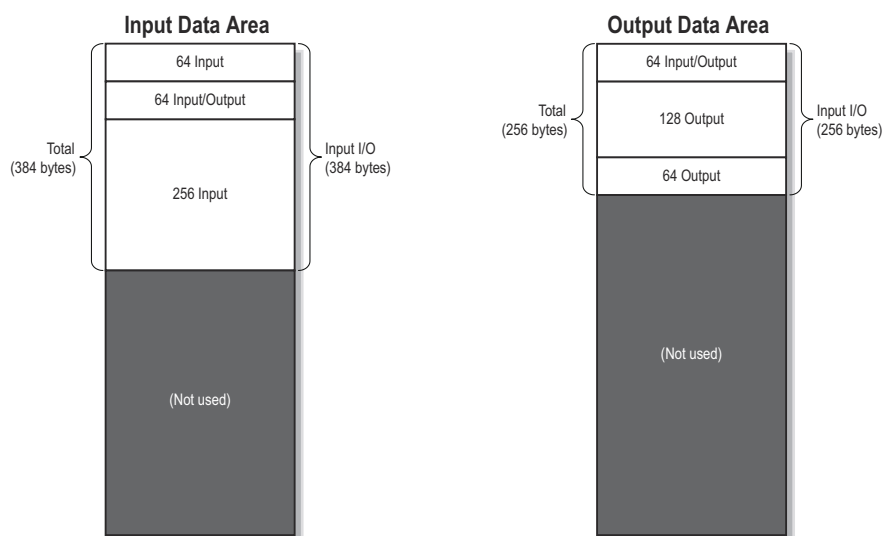 Input Data Area
64 Input
64 Input/Output
256 Input
(Not used)
Total
(384 bytes)
Input I/O
(384 bytes)
Output Data Area
64 Input/Output
128 Output
64 Output
(Not used)
Total
(256 bytes)
Input I/O
(256 bytes)